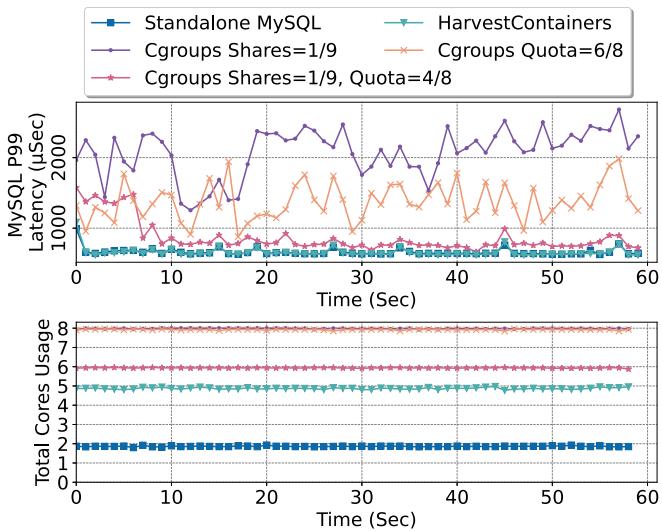 Standalone MySQL
HarvestContainers
Cgroups Shares=1/9
Cgroups Quota=6/8
Cgroups Shares=1/9, Quota=4/8
MySQL P99
Latency (μSec)
2000
1000
0 10 20 30 40 50 60
Time (Sec)
Total Cores Usage
8
7
6
5
4
3
2
1
0
0 10 20 30 40 50 60
Time (Sec)